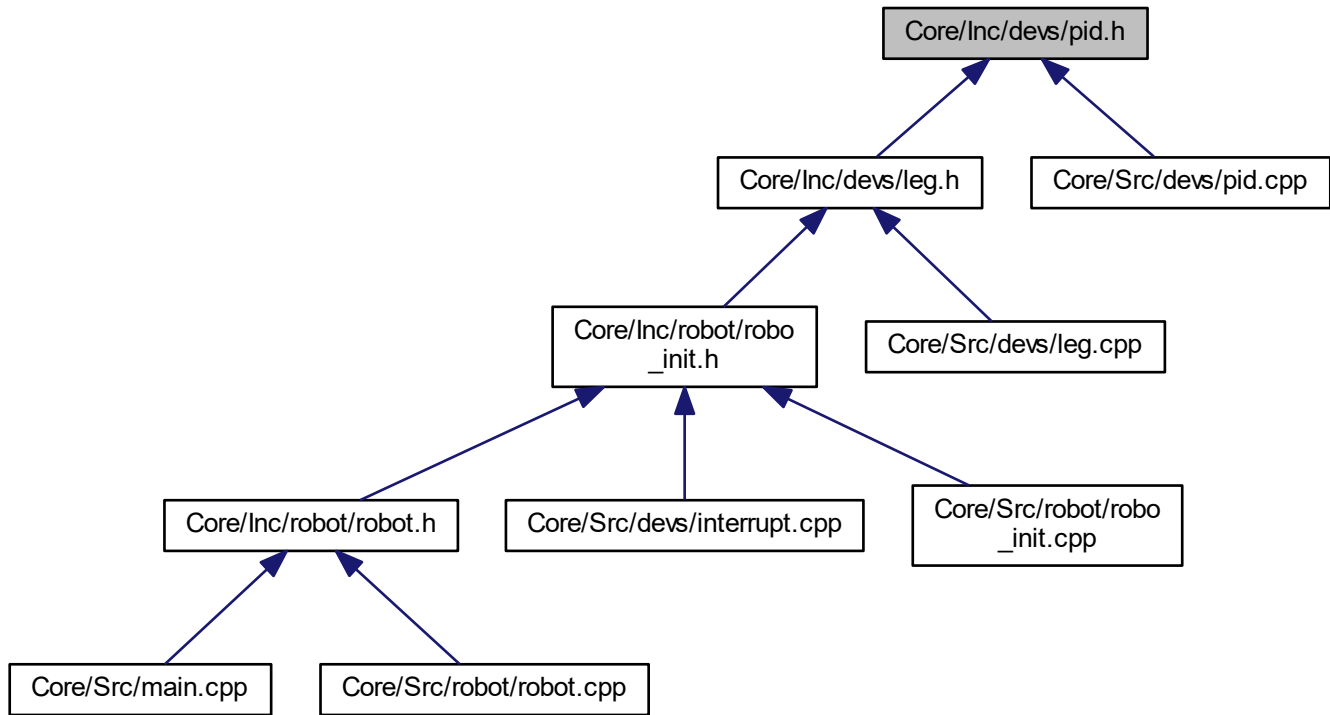 Core/Inc/devs/pid.h
Core/Inc/devs/leg.h
Core/Src/devs/pid.cpp
Core/Inc/robot/robo
_init.h
Core/Src/devs/leg.cpp
Core/Inc/robot/robot.h
Core/Src/devs/interrupt.cpp
Core/Src/robot/robo
_init.cpp
Core/Src/main.cpp
Core/Src/robot/robot.cpp